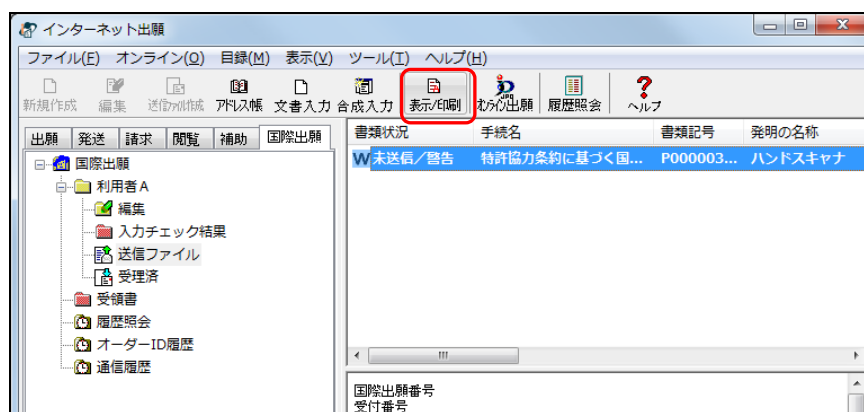 インターネット出願
ファイル(F) オンライン(O) 目録(M) 表示(V) ツール(T) ヘルプ(H)
新規作成 編集 送信ファイル作成 アドレス帳 文書入力 合成入力 表示/印刷 オンライン出願 履歴照会 ヘルプ
出願 発送 請求 閲覧 補助 国際出願
書類状況 手続名 書類記号 発明の名称
W 未送信/警告 特許協力条約に基づく国... P000003... ハンドスキャナ
国際出願
利用者A
編集
入力チェック結果
送信ファイル
受理済
受領書
履歴照会
オーダーID履歴
通信履歴
国際出願番号
受付番号